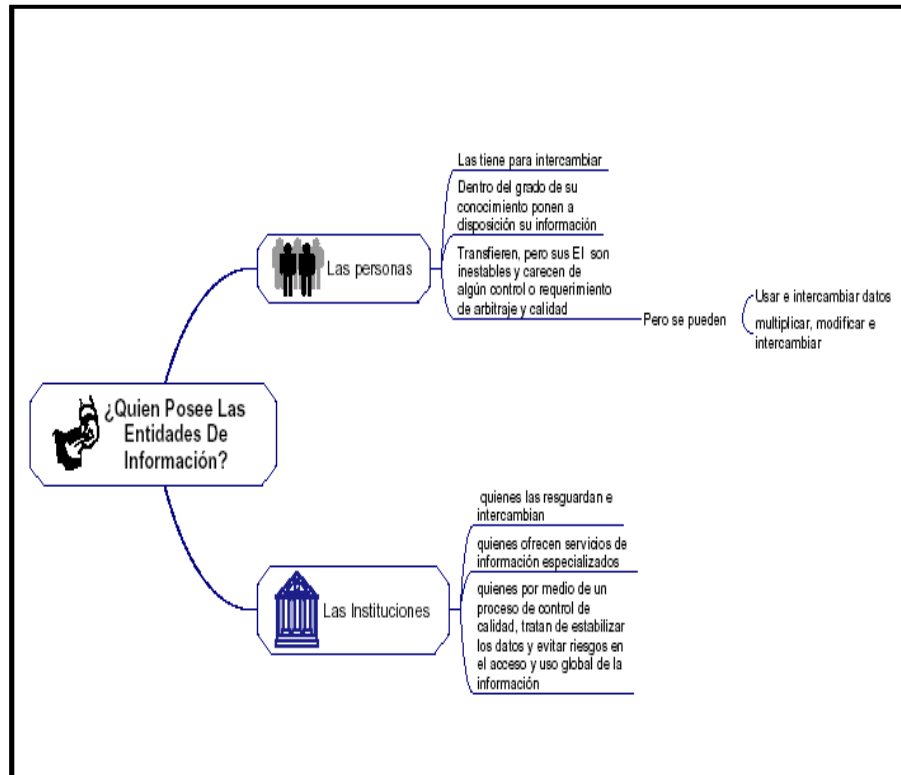 ¿Quien Posee Las
Entidades De
Información?
Las personas
Las tiene para intercambiar
Dentro del grado de su
conocimiento ponen a
disposición su información
Transfieren, pero sus EI son
inestables y carecen de
algún control o requerimiento
de arbitraje y calidad
Pero se pueden
Usar e intercambiar datos
multiplicar, modificar e
intercambiar
Las Instituciones
quienes las resguardan e
intercambian
quienes ofrecen servicios de
información especializados
quienes por medio de un
proceso de control de
calidad, tratan de estabilizar
los datos y evitar riesgos en
el acceso y uso global de la
información